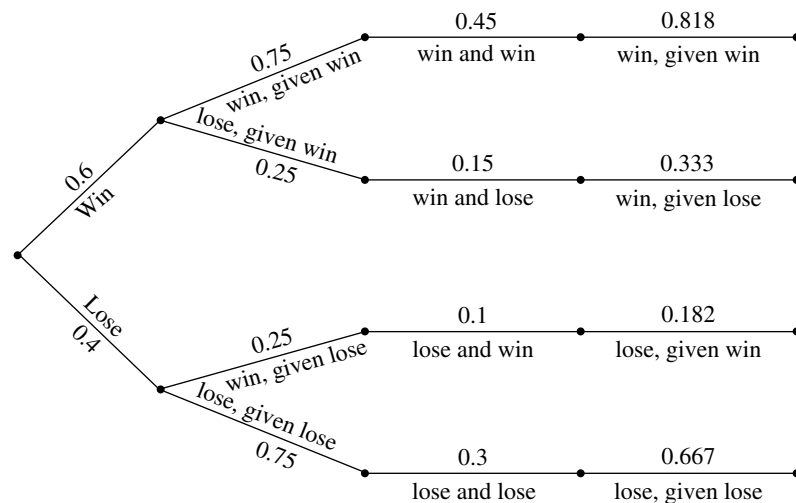 0.6
Win
Lose
0.4
0.75
win, given win
lose, given win
0.25
0.25
win, given lose
lose, given lose
0.75
0.45
win and win
0.818
win, given win
0.15
win and lose
0.333
win, given lose
0.1
lose and win
0.182
lose, given win
0.3
lose and lose
0.667
lose, given lose